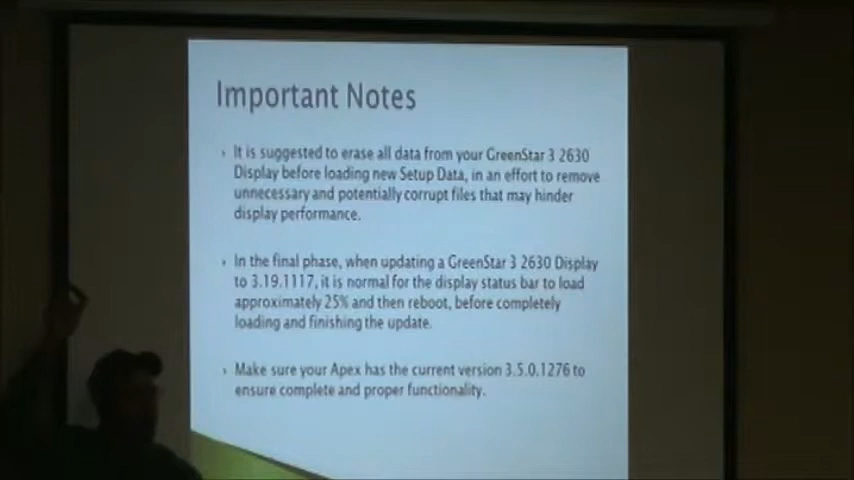 Important Notes
It is suggested to erase all data from your GreenStar 3 2630
Display before loading new Setup Data, in an effort to remove
unnecessary and potentially corrupt files that may hinder
display performance.
In the final phase, when updating a GreenStar 3 2630 Display
to 3.19.1117, it is normal for the display status bar to load
approximately 25% and then reboot, before completely
loading and finishing the update.
Make sure your Apex has the current version 3.5.0.1276 to
ensure complete and proper functionality.